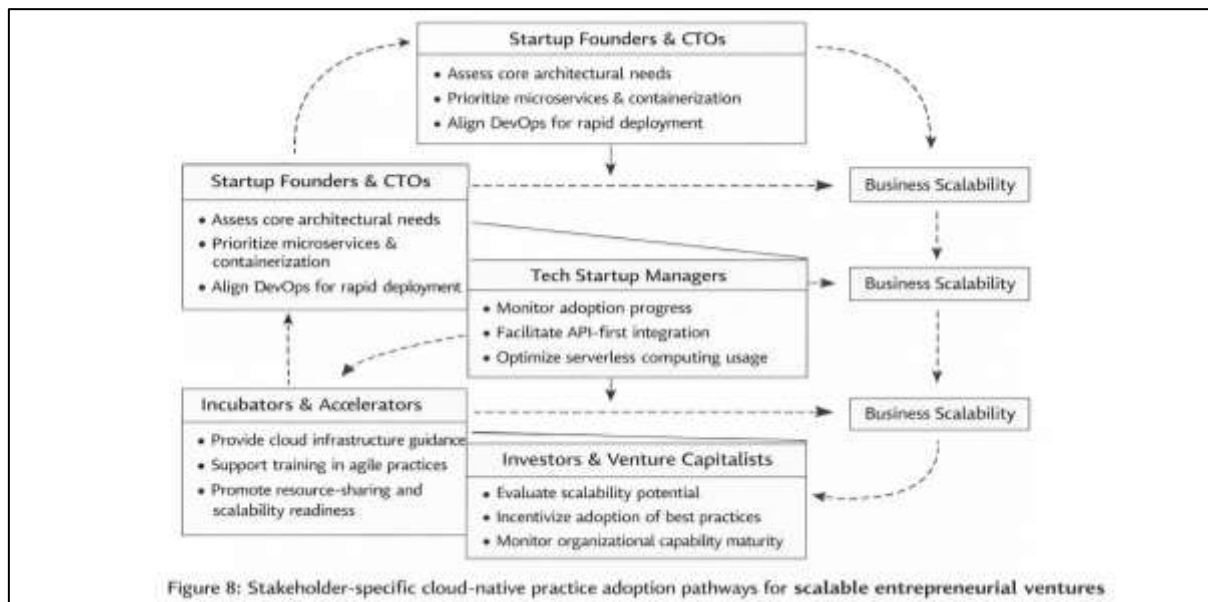 Startup Founders & CTOs
• Assess core architectural needs
• Prioritize microservices & containerization
• Align DevOps for rapid deployment
Startup Founders & CTOs
• Assess core architectural needs
• Prioritize microservices &
containerization
• Align DevOps for rapid deployment
Business Scalability
Tech Startup Managers
• Monitor adoption progress
• Facilitate API-first integration
• Optimize serverless computing usage
Business Scalability
Incubators & Accelerators
• Provide cloud infrastructure guidance
• Support training in agile practices
• Promote resource-sharing and
scalability readiness
Business Scalability
Investors & Venture Capitalists
• Evaluate scalability potential
• Incentivize adoption of best practices
• Monitor organizational capability maturity
Figure 8: Stakeholder-specific cloud-native practice adoption pathways for scalable entrepreneurial ventures